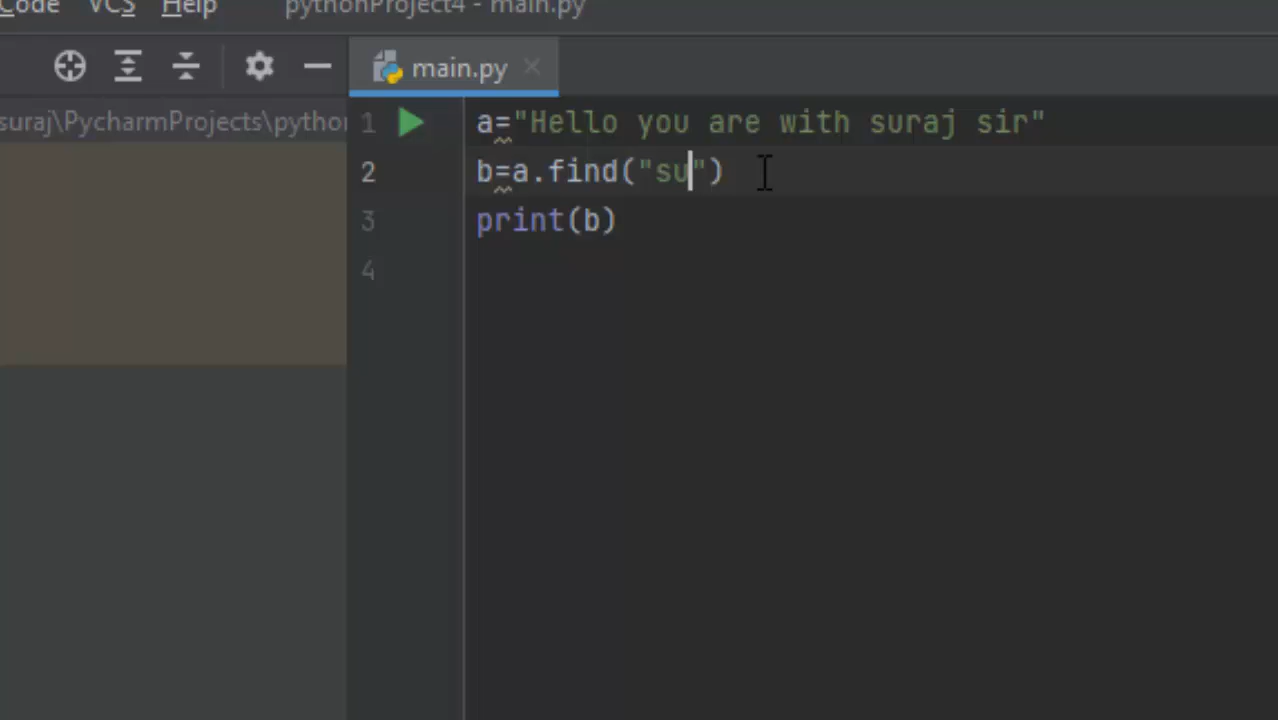 Code VCS Help pythonProject4 - main.py
main.py
suraj\PycharmProjects\python
1 a="Hello you are with suraj sir"
2 b=a.find("su")
3 print(b)
4